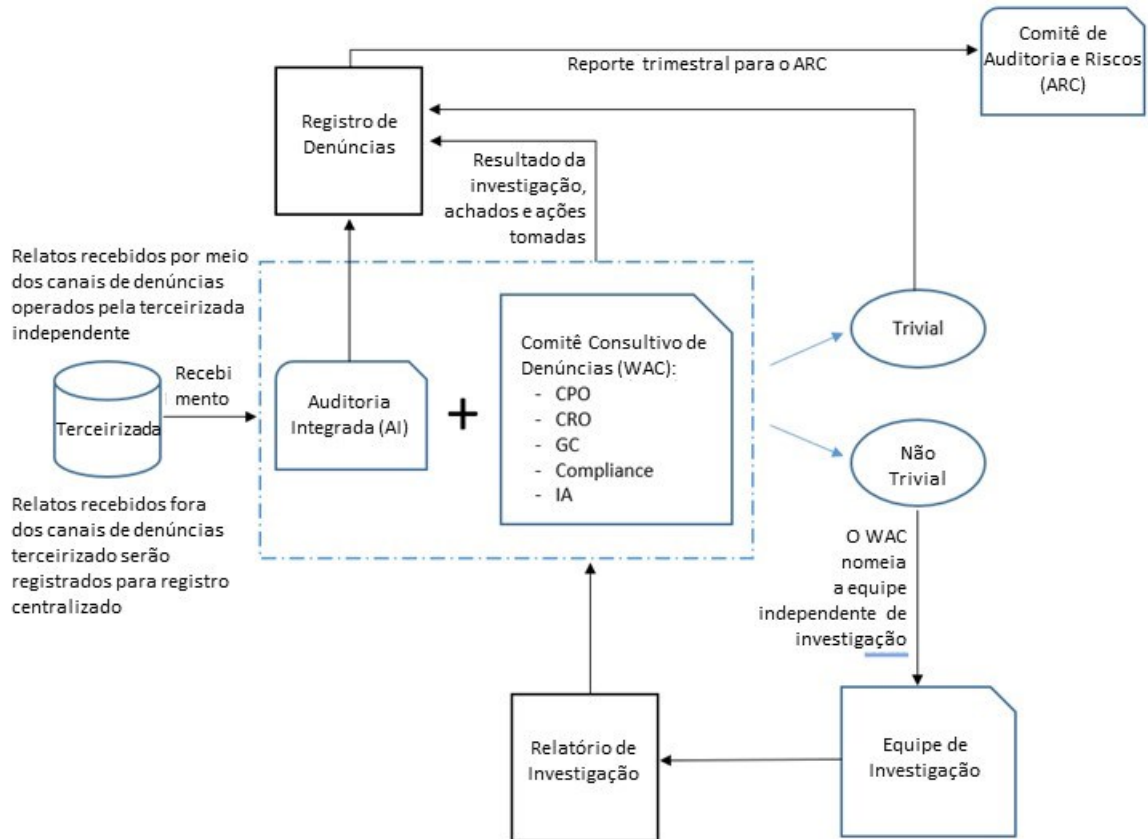 Comitê de
Auditoria e Riscos
(ARC)
Reporte trimestral para o ARC
Registro de
Denúncias
Resultado da
investigação,
achados e ações
tomadas
Relatos recebidos por meio
dos canais de denúncias
operados pela terceirizada
independente
Terceirizada
Recebi
mento
Relatos recebidos fora
dos canais de denúncias
terceirizado serão
registrados para registro
centralizado
Auditoria
Integrada (AI)
+
Comitê Consultivo de
Denúncias (WAC):
- CPO
- CRO
- GC
- Compliance
- IA
Trivial
Não
Trivial
O WAC
nomeia
a equipe
independente de
investigação
Equipe de
Investigação
Relatório de
Investigação